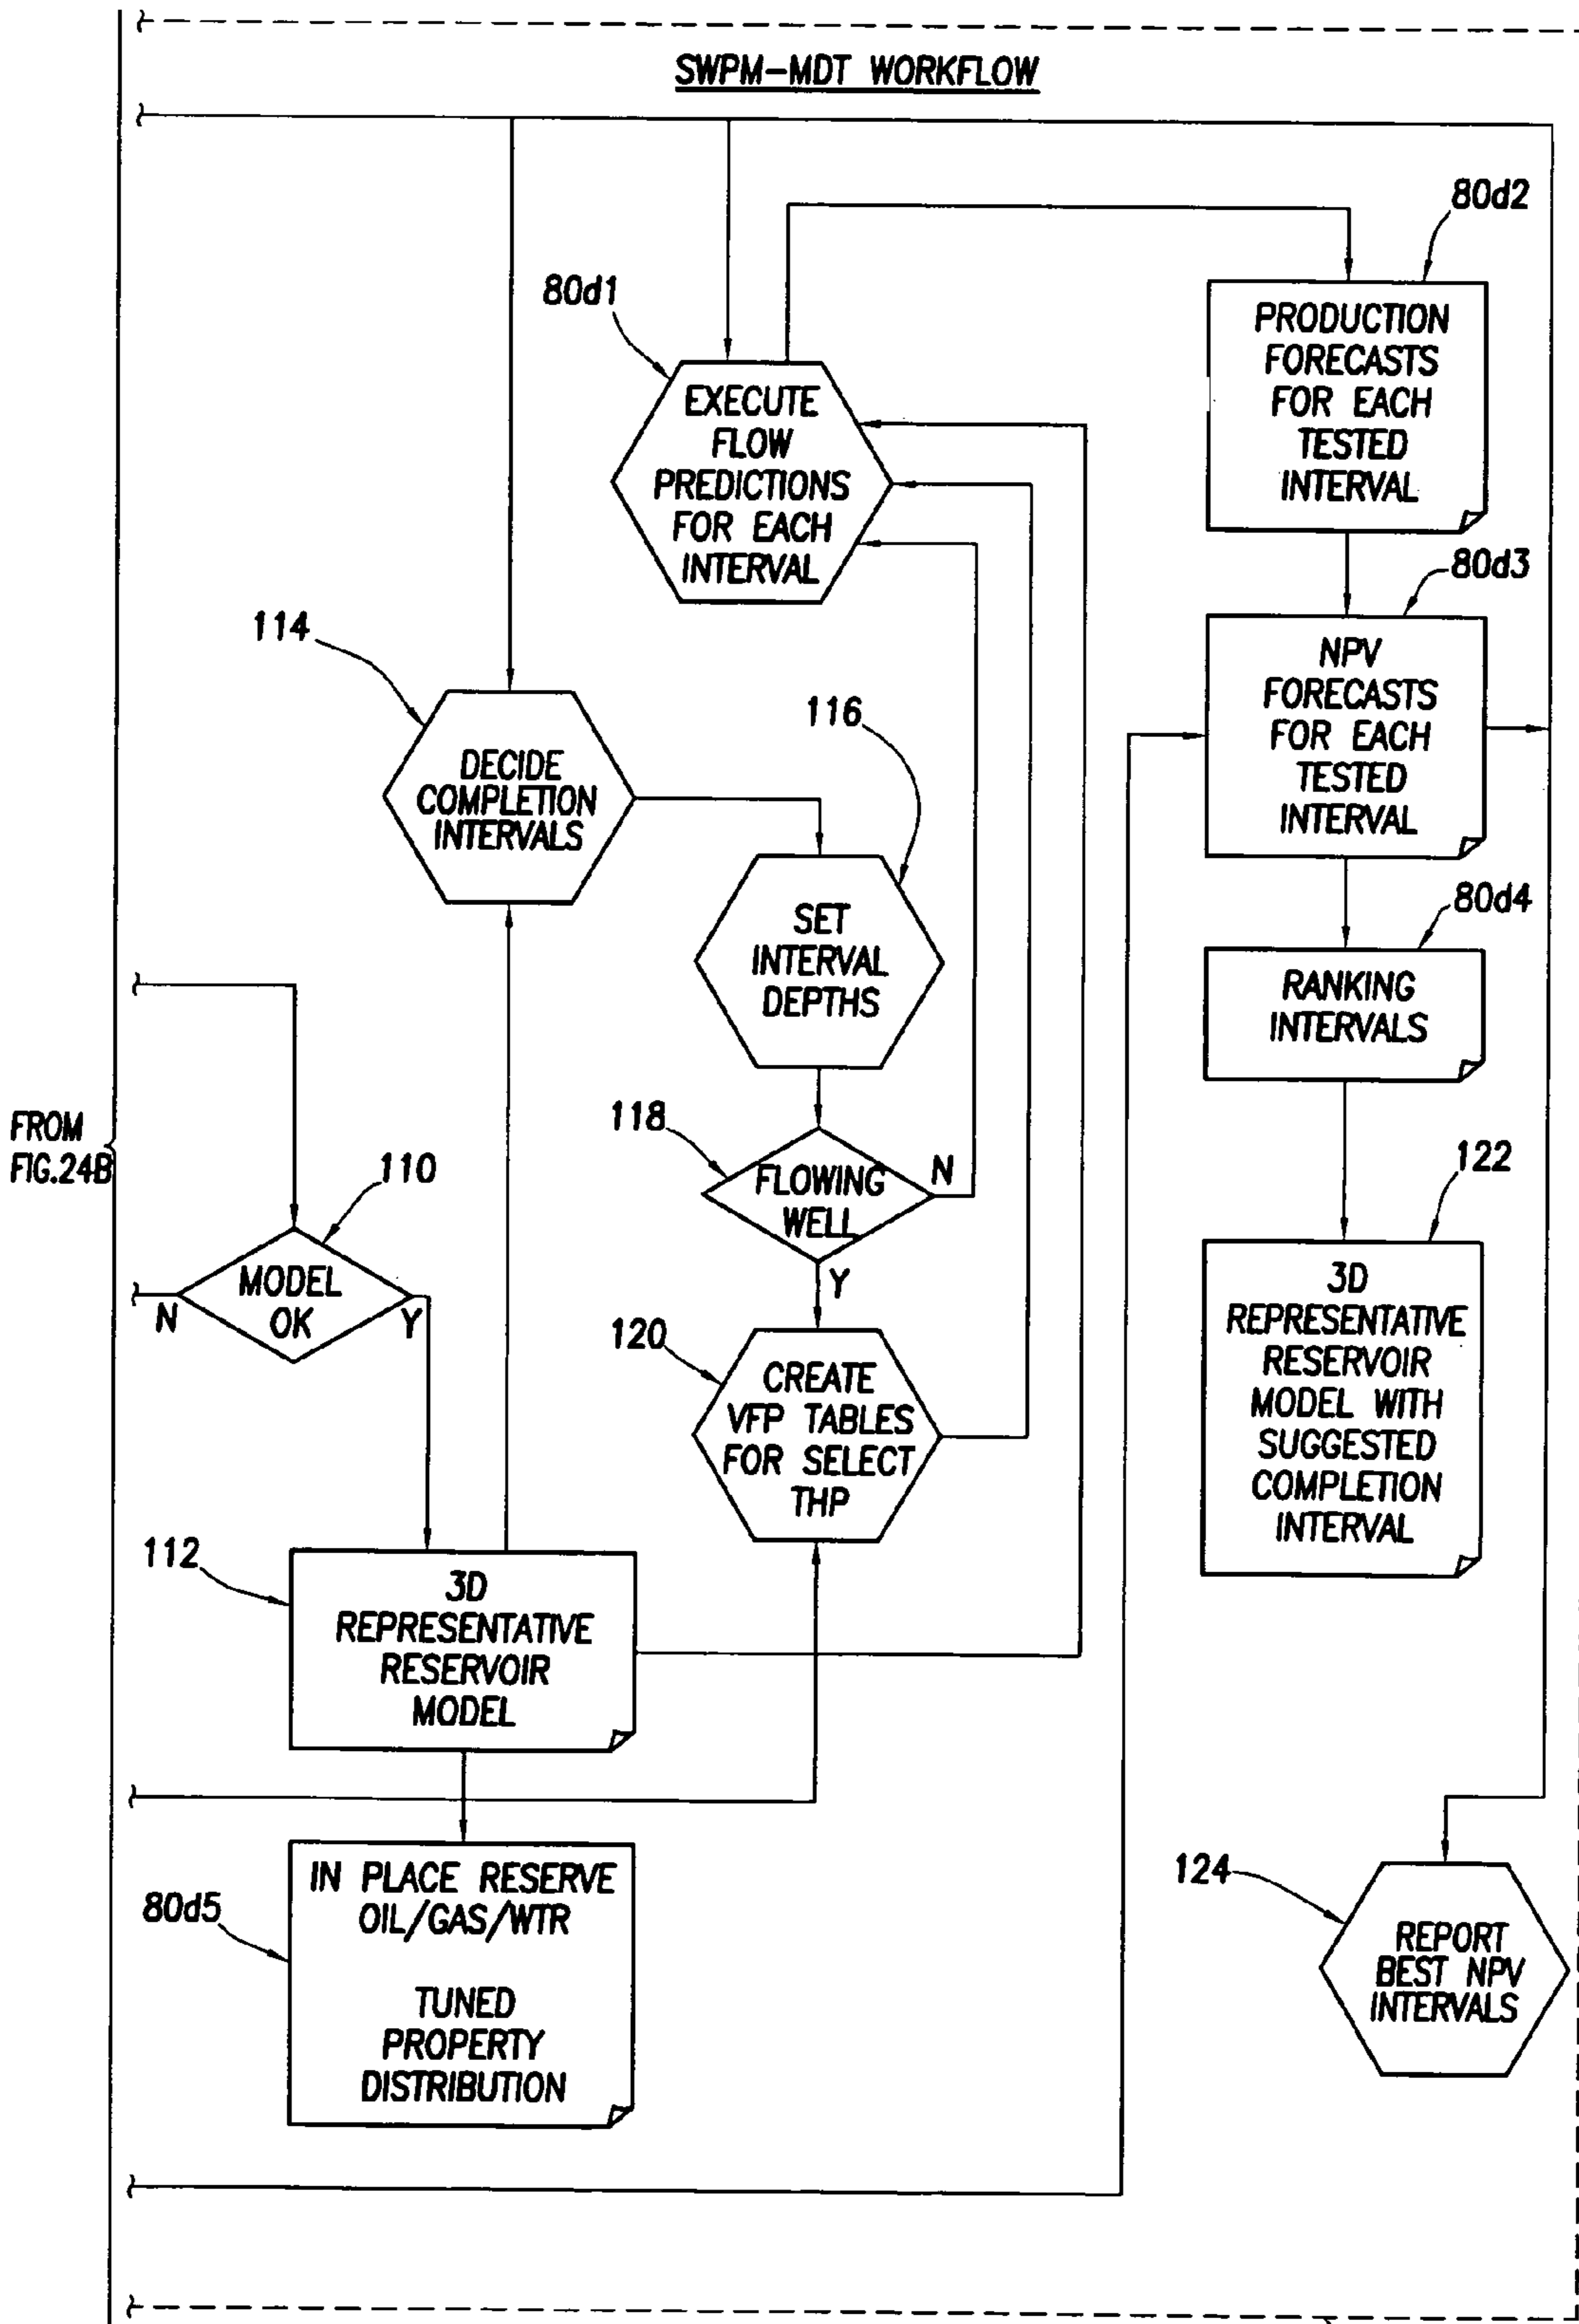 SWPM-MDT WORKFLOW
80d2
80d1
PRODUCTION
FORECASTS
FOR EACH
TESTED
INTERVAL
EXECUTE
FLOW
PREDICTIONS
FOR EACH
INTERVAL
80d3
114
NPV
FORECASTS
FOR EACH
TESTED
INTERVAL
116
DECIDE
COMPLETION
INTERVALS
80d4
SET
INTERVAL
DEPTHS
RANKING
INTERVALS
FROM
FIG.24B
118
FLOWING
WELL
N
Y
122
110
MODEL
OK
N
Y
3D
REPRESENTATIVE
RESERVOIR
MODEL WITH
SUGGESTED
COMPLETION
INTERVAL
120
CREATE
VFP TABLES
FOR SELECT
THP
112
3D
REPRESENTATIVE
RESERVOIR
MODEL
80d5
IN PLACE RESERVE
OIL/GAS/WTR
TUNED
PROPERTY
DISTRIBUTION
124
REPORT
BEST NPV
INTERVALS